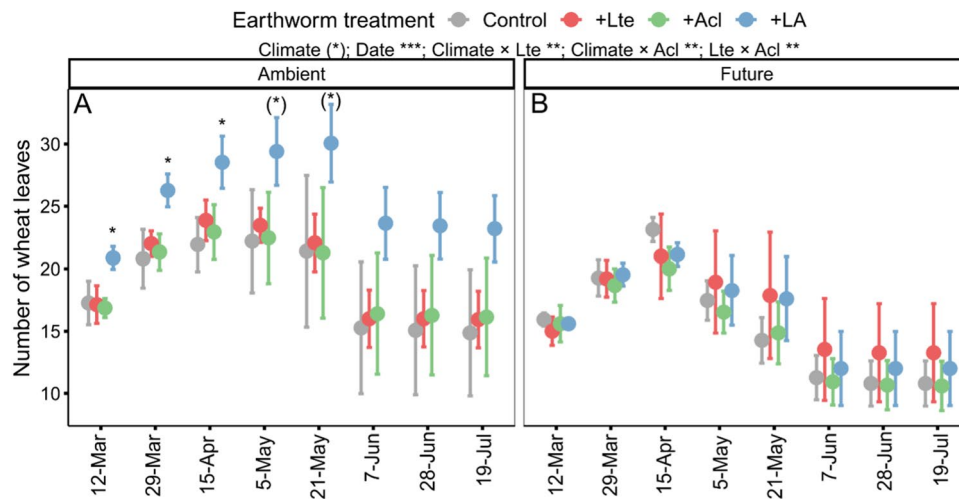 Earthworm treatment Control +Lte +Acl +LA
Climate (*); Date ***; Climate × Lte **; Climate × Acl **; Lte × Acl **
Ambient Future
A B
(*) (*)
* * *
*
Number of wheat leaves
30
25
20
15
10
12-Mar 29-Mar 15-Apr 5-May 21-May 7-Jun 28-Jun 19-Jul
12-Mar 29-Mar 15-Apr 5-May 21-May 7-Jun 28-Jun 19-Jul